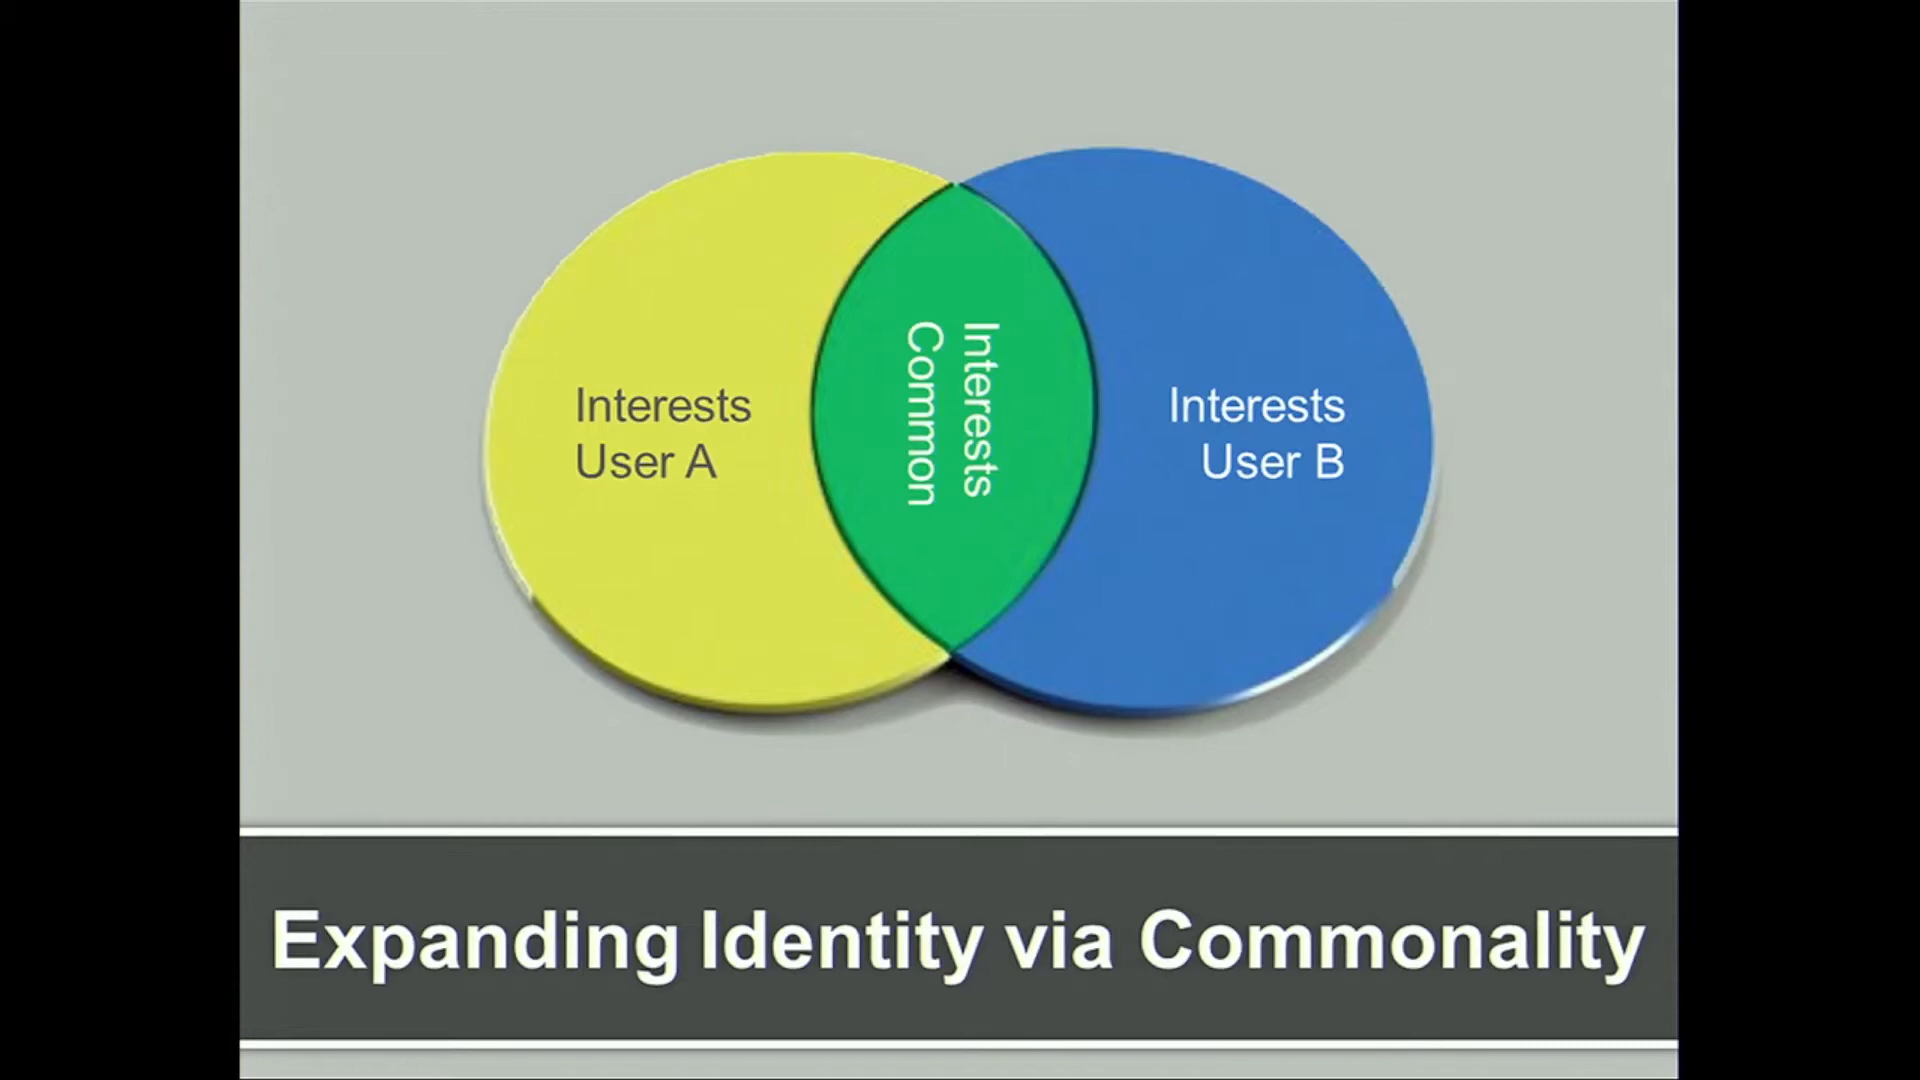 Interests
User A
Interests
Common
Interests
User B
Expanding Identity via Commonality